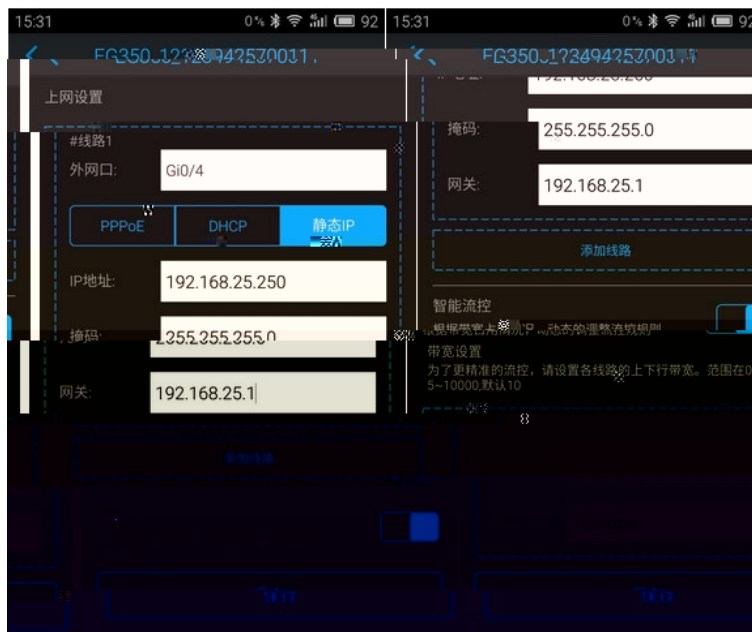 15:31
0% 92
上网设置
#线路1
外网口:
Gi0/4
PPPoE
DHCP
静态IP
IP地址:
192.168.25.250
掩码:
255.255.255.0
网关:
192.168.25.1
添加线路
15:31
0% 92
掩码:
255.255.255.0
网关:
192.168.25.1
添加线路
智能流控
带宽设置
为了更精准的流控，请设置各线路的上下行带宽。范围在0.
5~10000,默认10